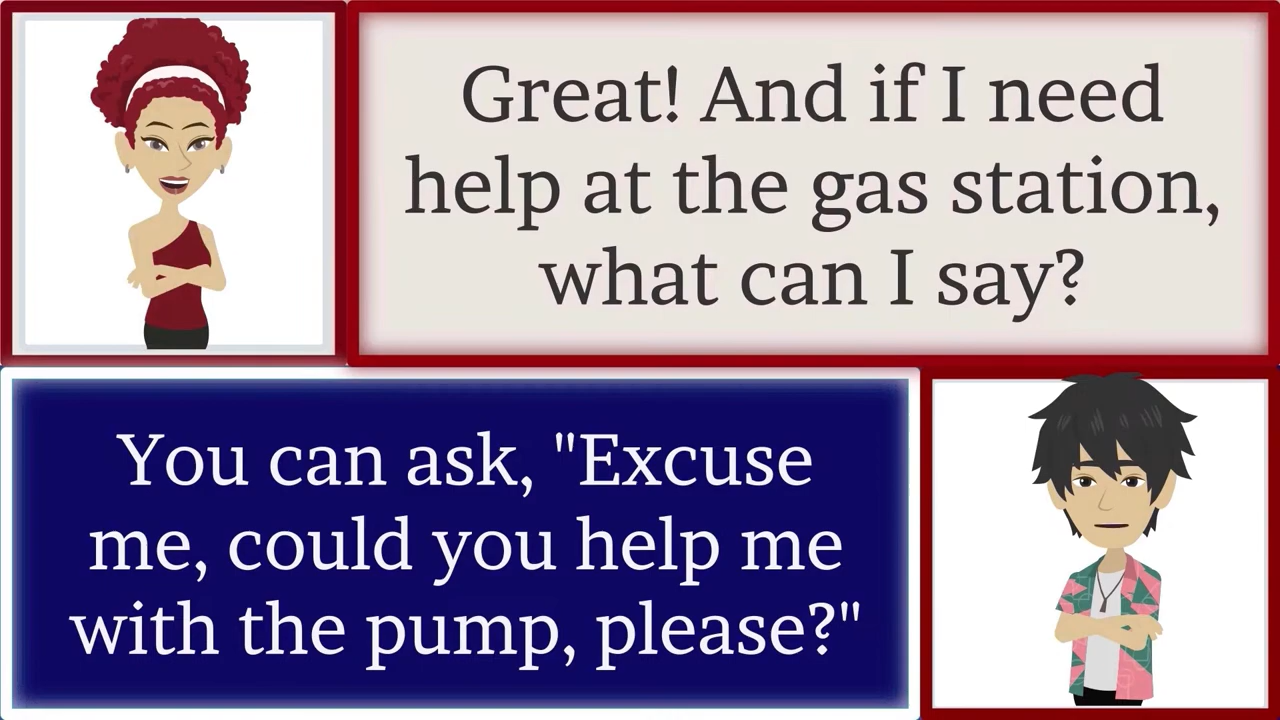 Great! And if I need
help at the gas station,
what can I say?
You can ask, "Excuse
me, could you help me
with the pump, please?"